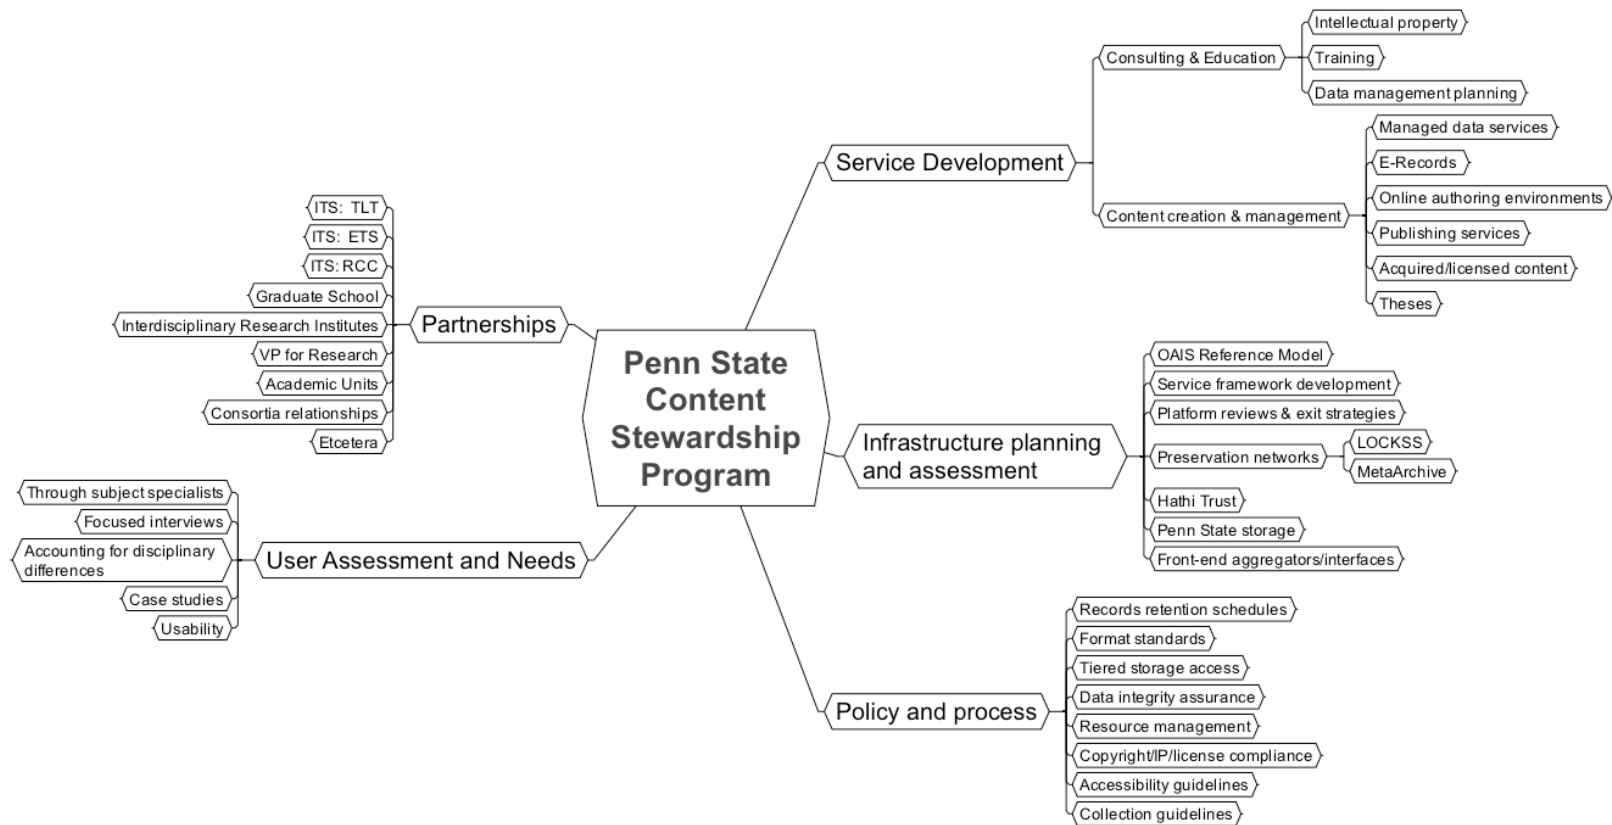 Penn State
Content
Stewardship
Program
Service Development
Consulting & Education
Intellectual property
Training
Data management planning
Content creation & management
Managed data services
E-Records
Online authoring environments
Publishing services
Acquired/licensed content
Theses
Infrastructure planning
and assessment
OAIS Reference Model
Service framework development
Platform reviews & exit strategies
Preservation networks
LOCKSS
MetaArchive
Hathi Trust
Penn State storage
Front-end aggregators/interfaces
Policy and process
Records retention schedules
Format standards
Tiered storage access
Data integrity assurance
Resource management
Copyright/IP/license compliance
Accessibility guidelines
Collection guidelines
Partnerships
ITS: TLT
ITS: ETS
ITS: RCC
Graduate School
Interdisciplinary Research Institutes
VP for Research
Academic Units
Consortia relationships
Etcetera
User Assessment and Needs
Through subject specialists
Focused interviews
Accounting for disciplinary
differences
Case studies
Usability